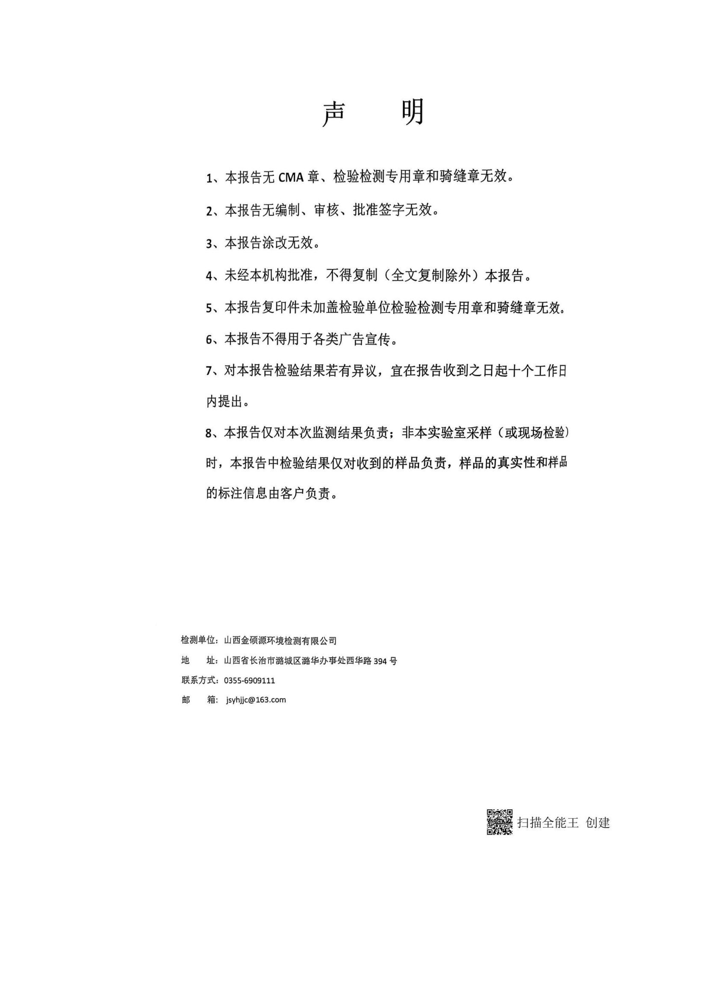 声 明
1、本报告无 CMA 章、检验检测专用章和骑缝章无效。
2、本报告无编制、审核、批准签字无效。
3、本报告涂改无效。
4、未经本机构批准，不得复制（全文复制除外）本报告。
5、本报告复印件未加盖检验单位检验检测专用章和骑缝章无效。
6、本报告不得用于各类广告宣传。
7、对本报告检验结果若有异议，宜在报告收到之日起十个工作日
内提出。
8、本报告仅对本次监测结果负责；非本实验室采样（或现场检验）
时，本报告中检验结果仅对收到的样品负责，样品的真实性和样品
的标注信息由客户负责。
检测单位：山西金硕源环境检测有限公司
地 址：山西省长治市潞城区潞华办事处西华路 394 号
联系方式：0355-6909111
邮 箱： jsyhjjc@163.com
扫描全能王 创建